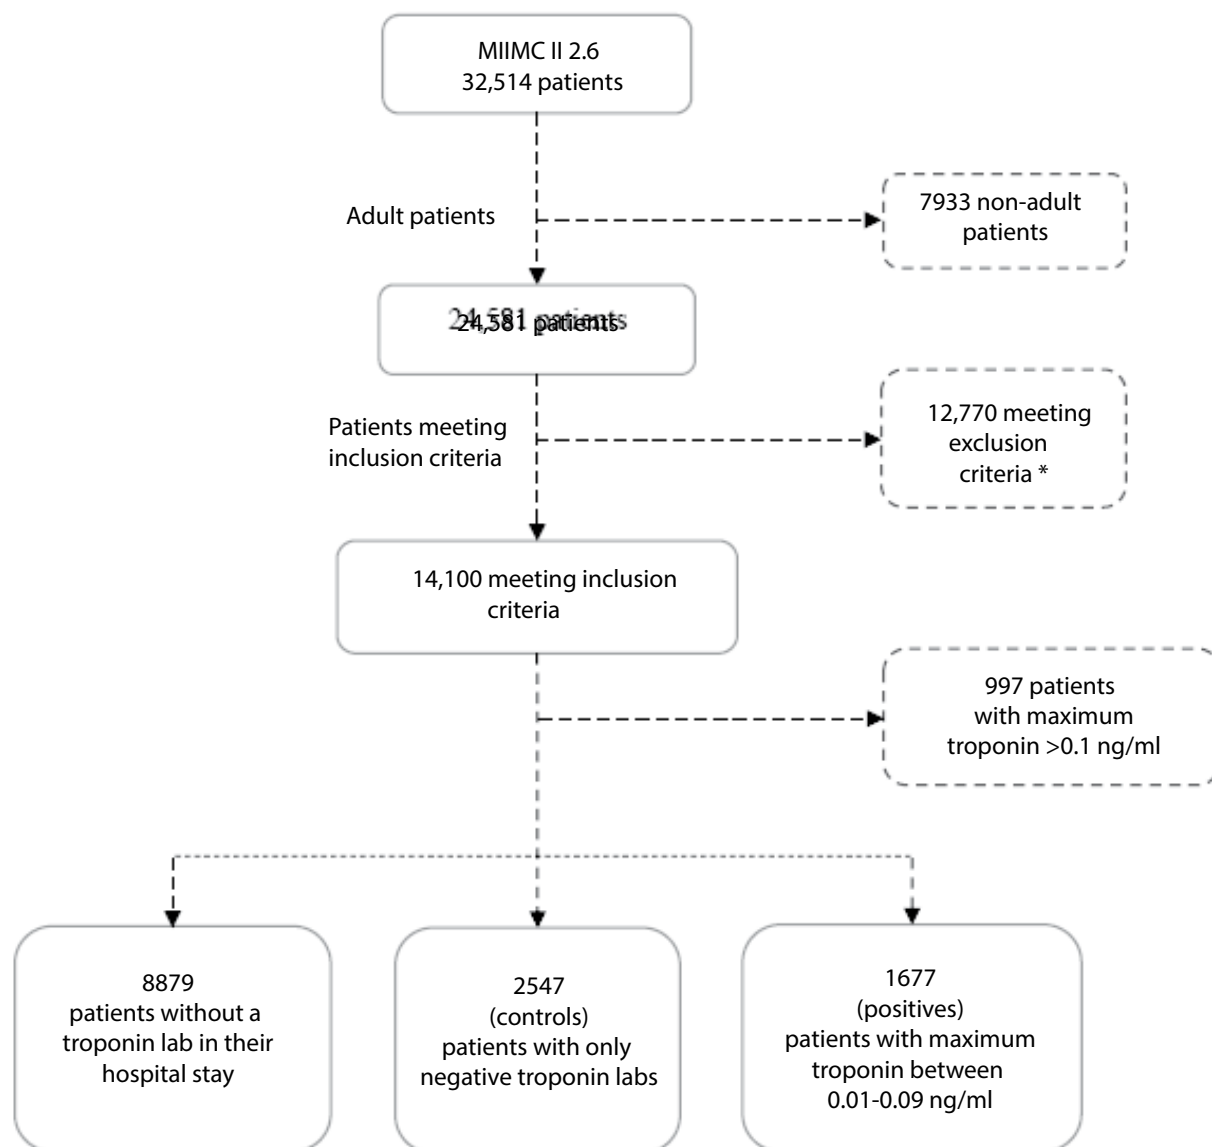 MIIMC II 2.6
32,514 patients
Adult patients
7933 non-adult
patients
24,581 patients
24,581 patients
Patients meeting
inclusion criteria
12,770 meeting
exclusion
criteria *
14,100 meeting inclusion
criteria
997 patients
with maximum
troponin >0.1 ng/ml
8879
patients without a
troponin lab in their
hospital stay
2547
(controls)
patients with only
negative troponin labs
1677
(positives)
patients with maximum
troponin between
0.01-0.09 ng/ml